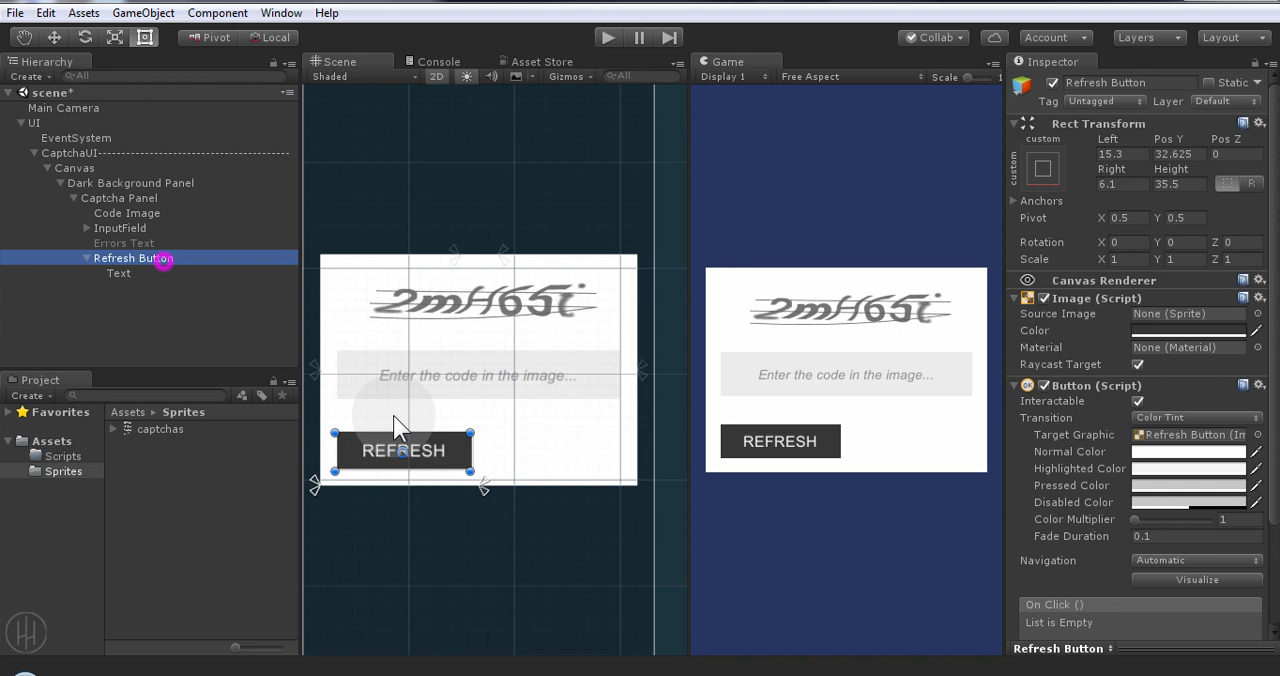 File Edit Assets GameObject Component Window Help
Pivot Local Collab Account Layers Layout
Hierarchy
Create All
scene*
Main Camera
UI
EventSystem
CaptchaUI-----------------------------------------
Canvas
Dark Background Panel
Captcha Panel
Code Image
InputField
Errors Text
Refresh Button
Text
Project
Create
Favorites
Assets
Scripts
Sprites
Assets Sprites
captchas
Scene Console Asset Store
Shaded 2D Gizmos All
2mH65i
Enter the code in the image...
REFRESH
Game
Display 1 Free Aspect Scale 1
2mH65i
Enter the code in the image...
REFRESH
Inspector
Refresh Button Static
Tag Untagged Layer Default
Rect Transform
custom Left Pos Y Pos Z
custom 15.3 32.625 0
Right Height
6.1 35.5 R
Anchors
Pivot X 0.5 Y 0.5
Rotation X 0 Y 0 Z 0
Scale X 1 Y 1 Z 1
Canvas Renderer
Image (Script)
Source Image None (Sprite)
Color
Material None (Material)
Raycast Target
OK Button (Script)
Interactable
Transition Color Tint
Target Graphic Refresh Button (Im
Normal Color
Highlighted Color
Pressed Color
Disabled Color
Color Multiplier 1
Fade Duration 0.1
Navigation Automatic
Visualize
On Click ()
List is Empty
Refresh Button